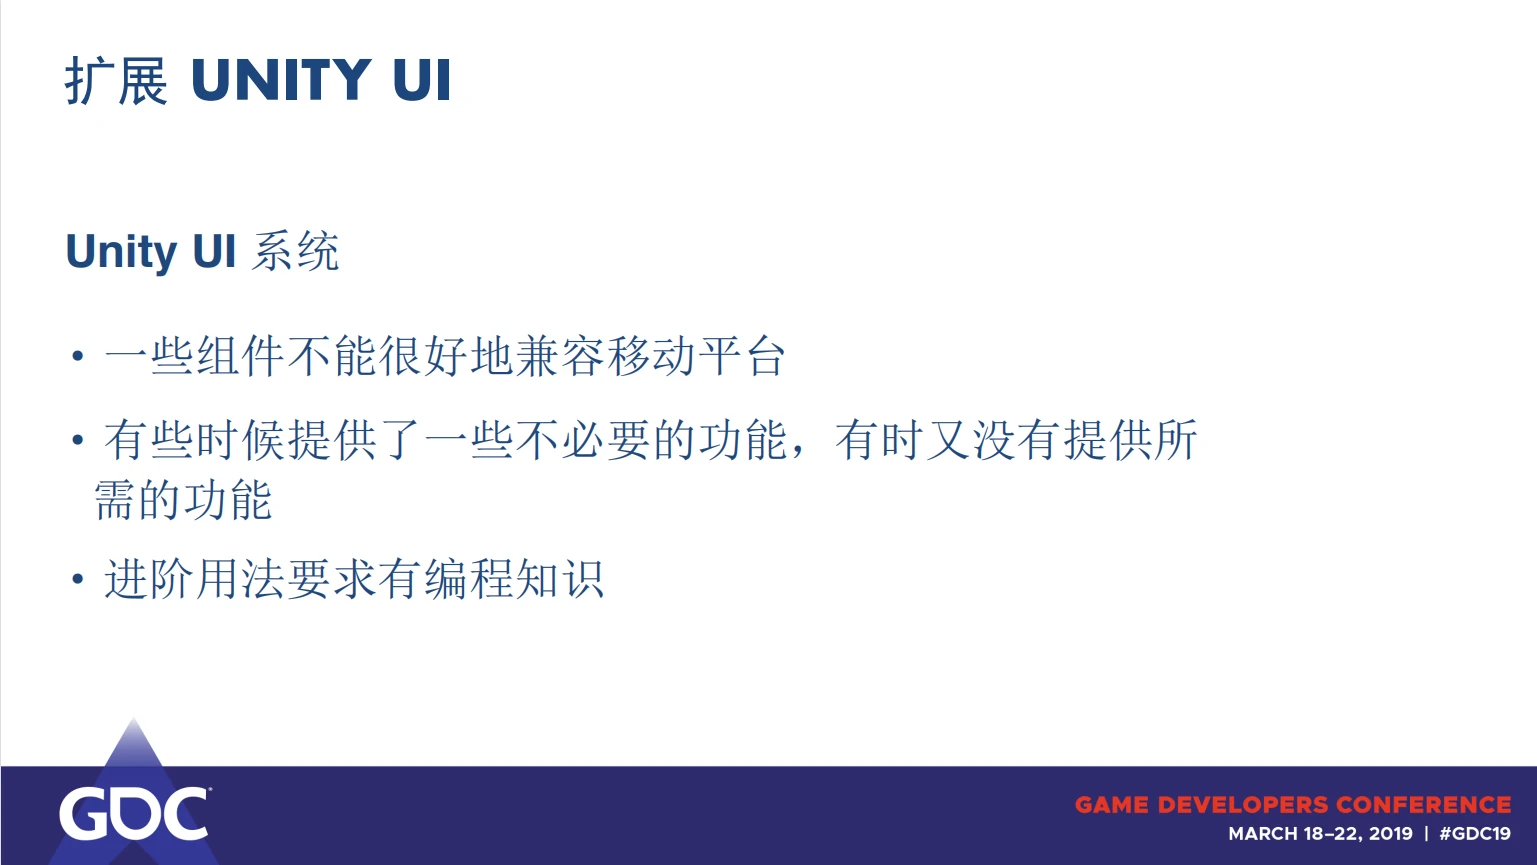 扩展 UNITY UI
Unity UI 系统
• 一些组件不能很好地兼容移动平台
• 有些时候提供了一些不必要的功能，有时又没有提供所
需的功能
• 进阶用法要求有编程知识
GDC
GAME DEVELOPERS CONFERENCE
MARCH 18–22, 2019 | #GDC19